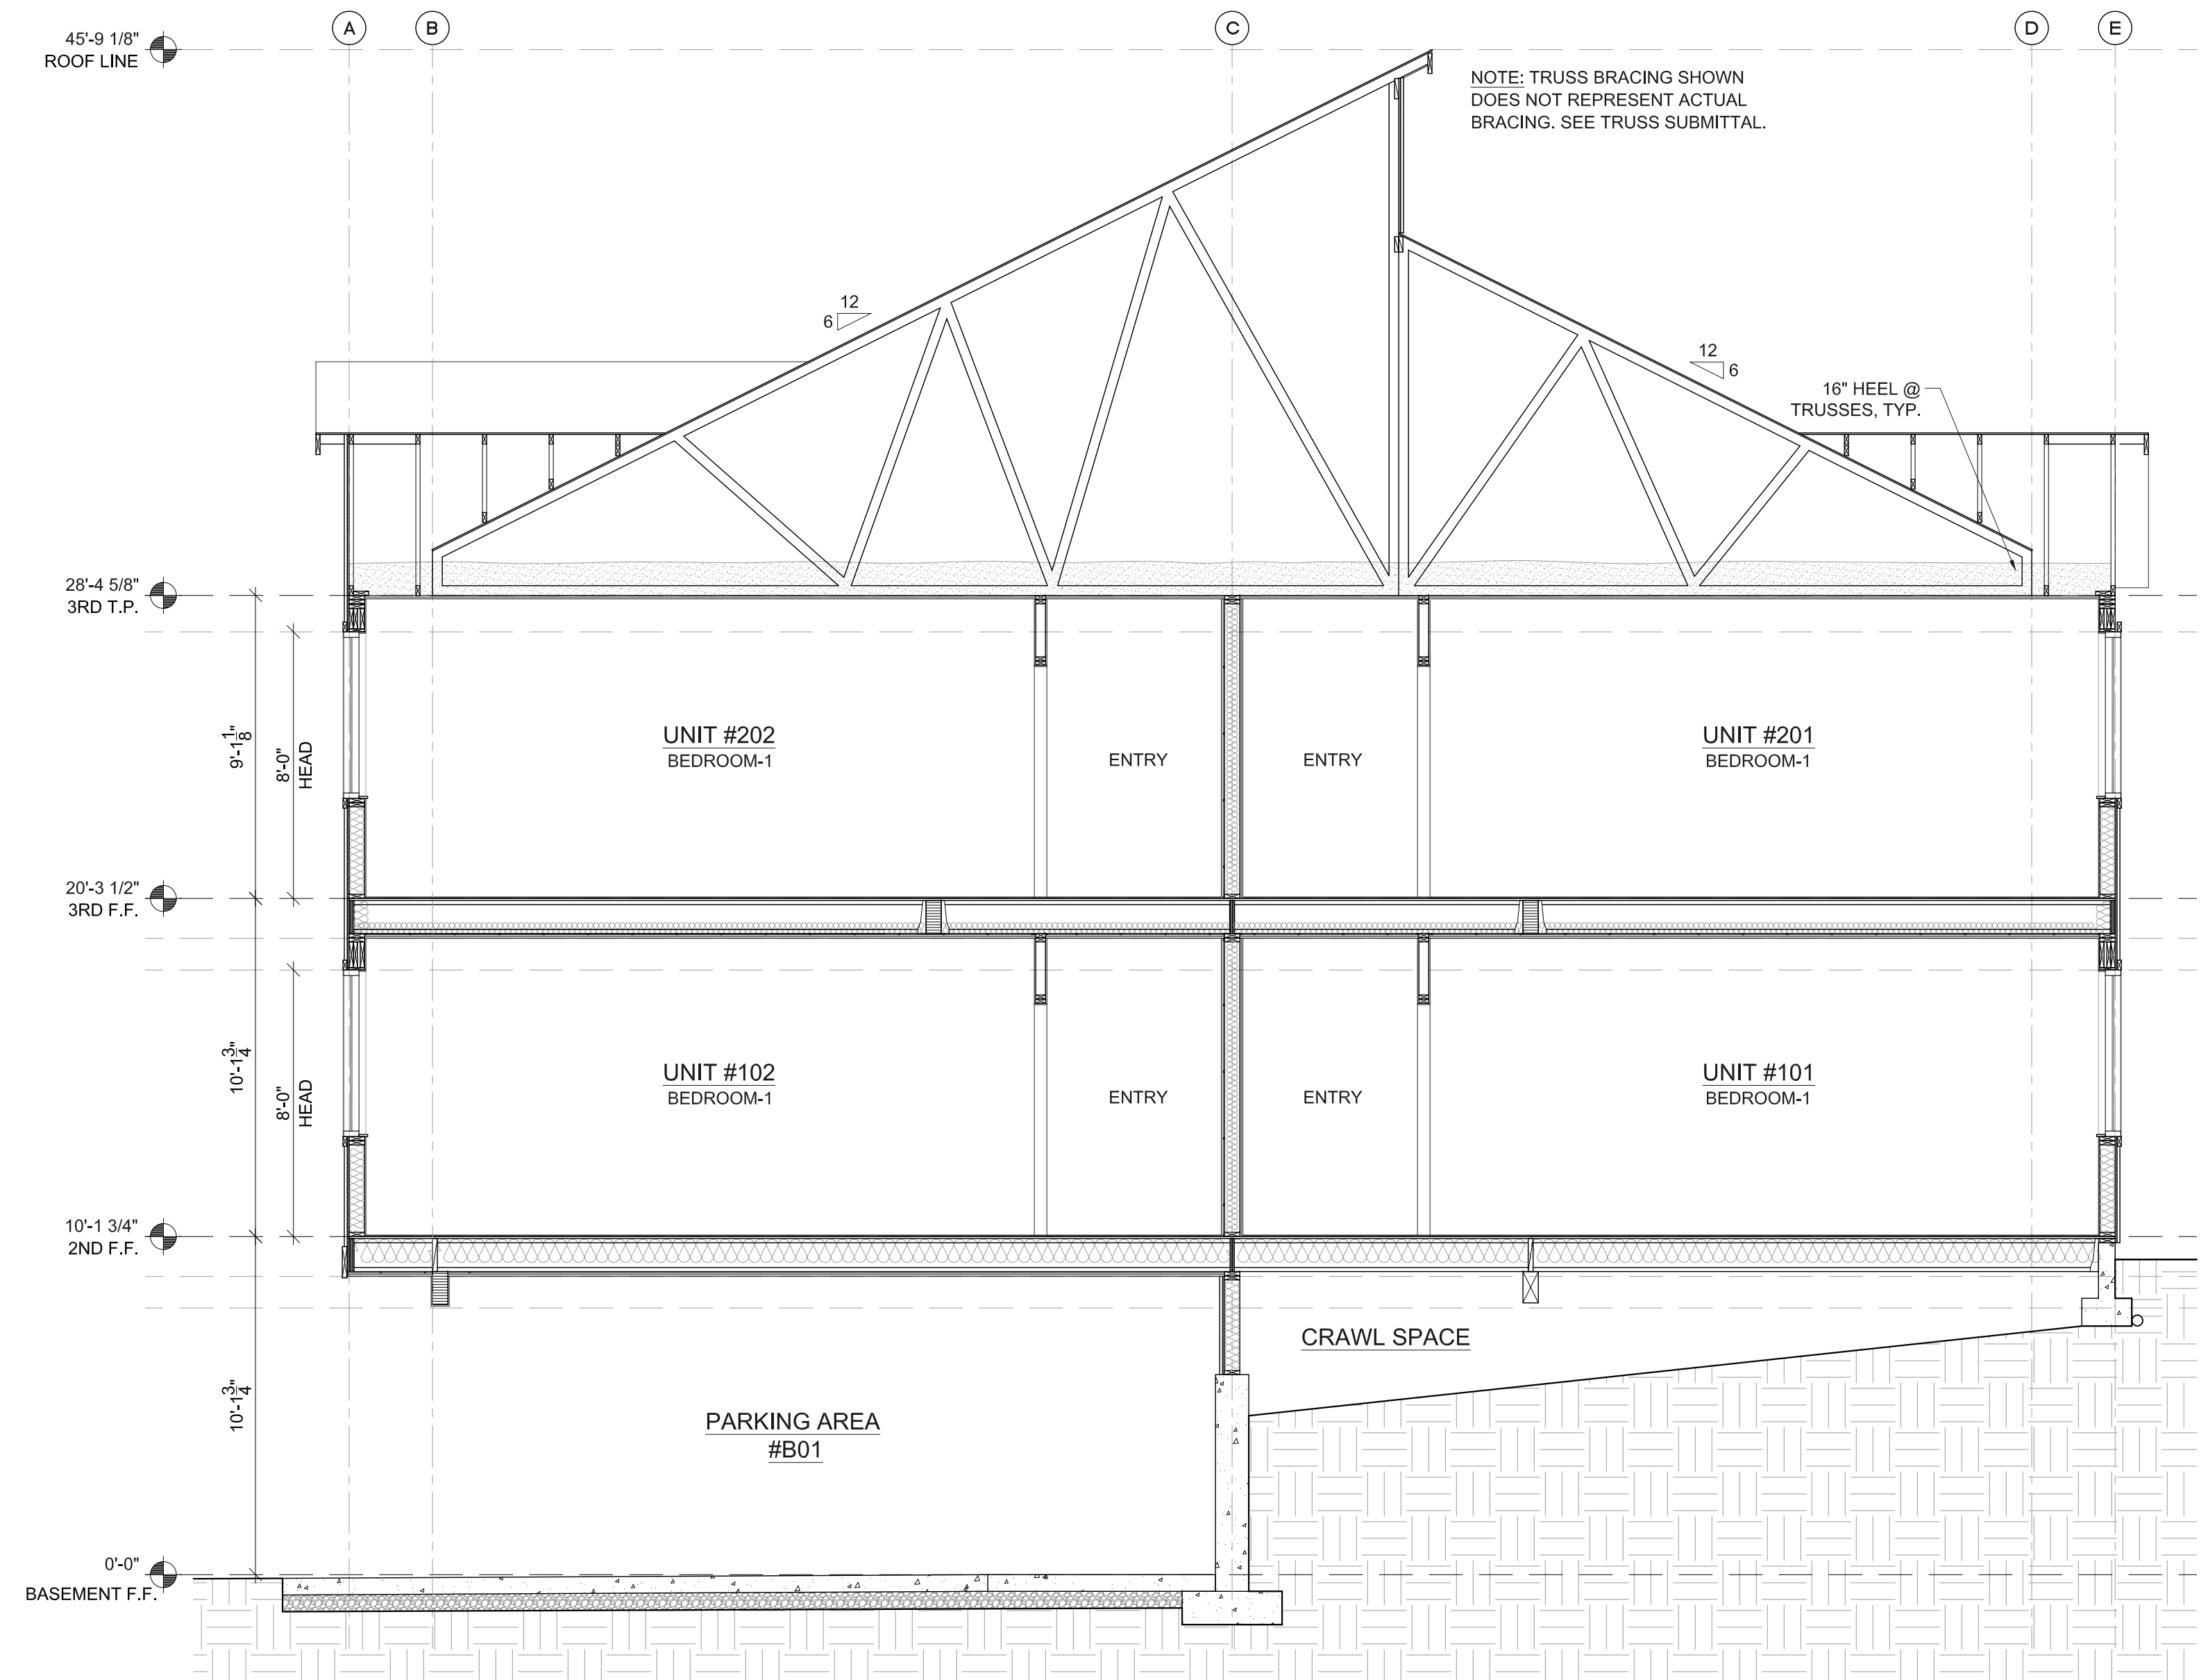 A
B
C
D
E
45'-9 1/8"
ROOF LINE
NOTE: TRUSS BRACING SHOWN
DOES NOT REPRESENT ACTUAL
BRACING. SEE TRUSS SUBMITTAL.
12
6
12
6
16" HEEL @
TRUSSES, TYP.
28'-4 5/8"
3RD T.P.
9'-1 1/8"
8'-0"
HEAD
UNIT #202
BEDROOM-1
ENTRY
ENTRY
UNIT #201
BEDROOM-1
20'-3 1/2"
3RD F.F.
10'-1 3/4"
8'-0"
HEAD
UNIT #102
BEDROOM-1
ENTRY
ENTRY
UNIT #101
BEDROOM-1
10'-1 3/4"
2ND F.F.
10'-1 3/4"
CRAWL SPACE
PARKING AREA
#B01
0'-0"
BASEMENT F.F.